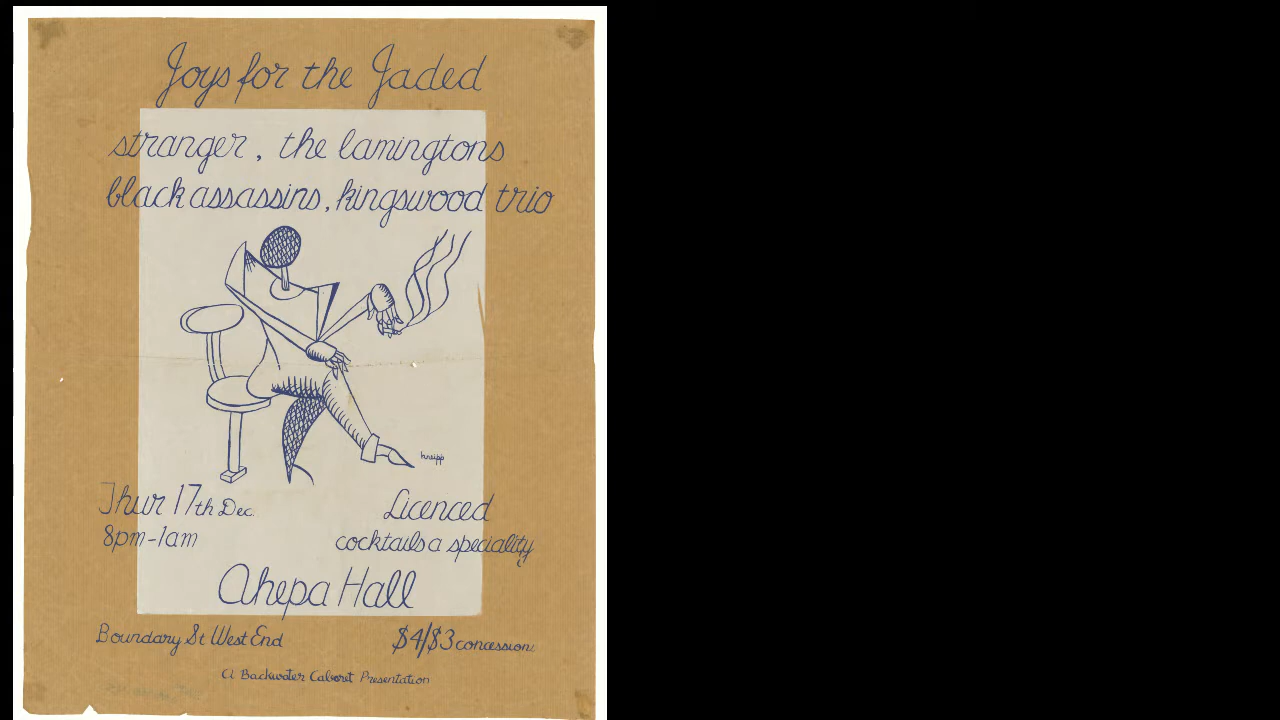 Joys for the Jaded
stranger, the lamingtons
black assassins, kingswood trio
kneipp
Thur 17th Dec.
8pm-1am
Licenced
cocktails a speciality
Ahepa Hall
Boundary St West End
$4/$3 concession
A Backwater Cabaret Presentation